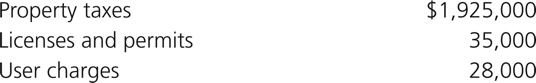 Property taxes $1,925,000
Licenses and permits 35,000
User charges 28,000